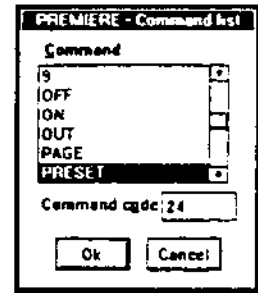 PREMIERE - Command list
Command
9
OFF
ON
OUT
PAGE
PRESET
Command code 24
Ok Cancel